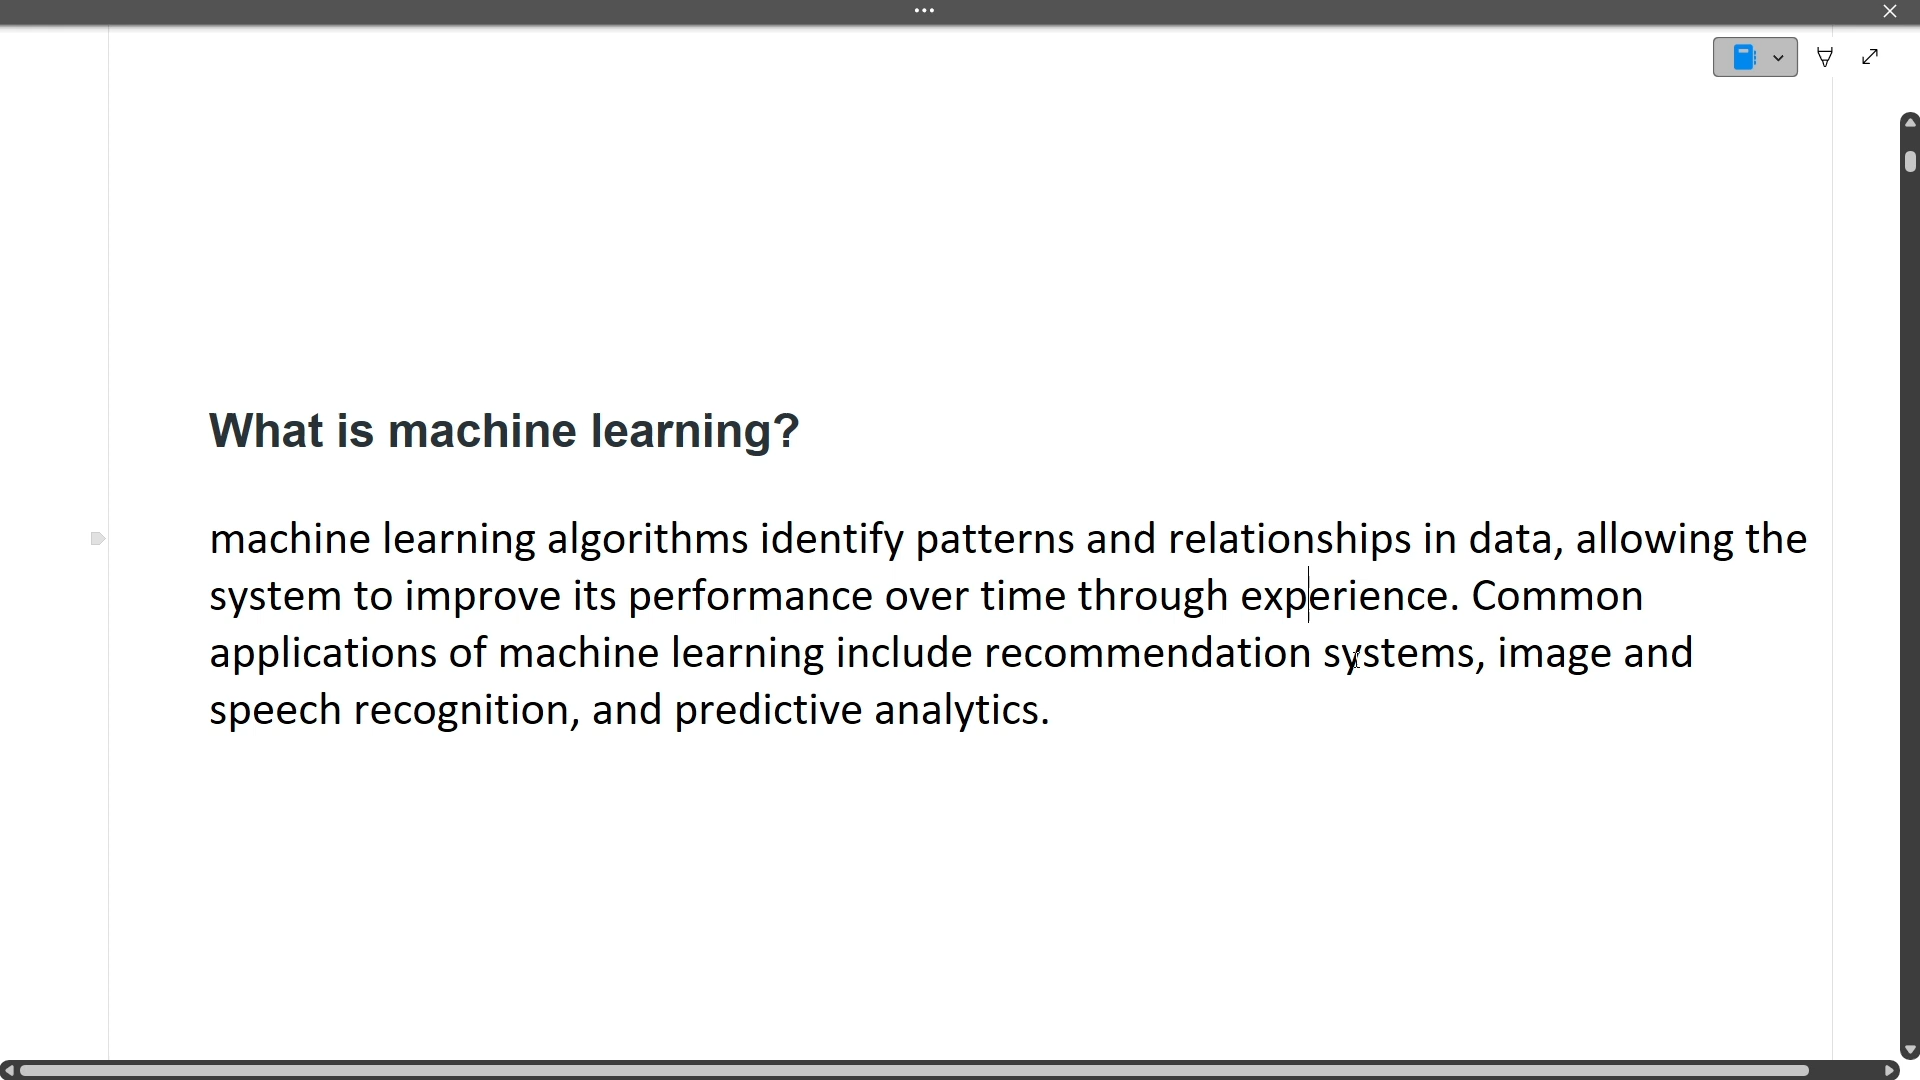 What is machine learning?
machine learning algorithms identify patterns and relationships in data, allowing the
system to improve its performance over time through experience. Common
applications of machine learning include recommendation systems, image and
speech recognition, and predictive analytics.